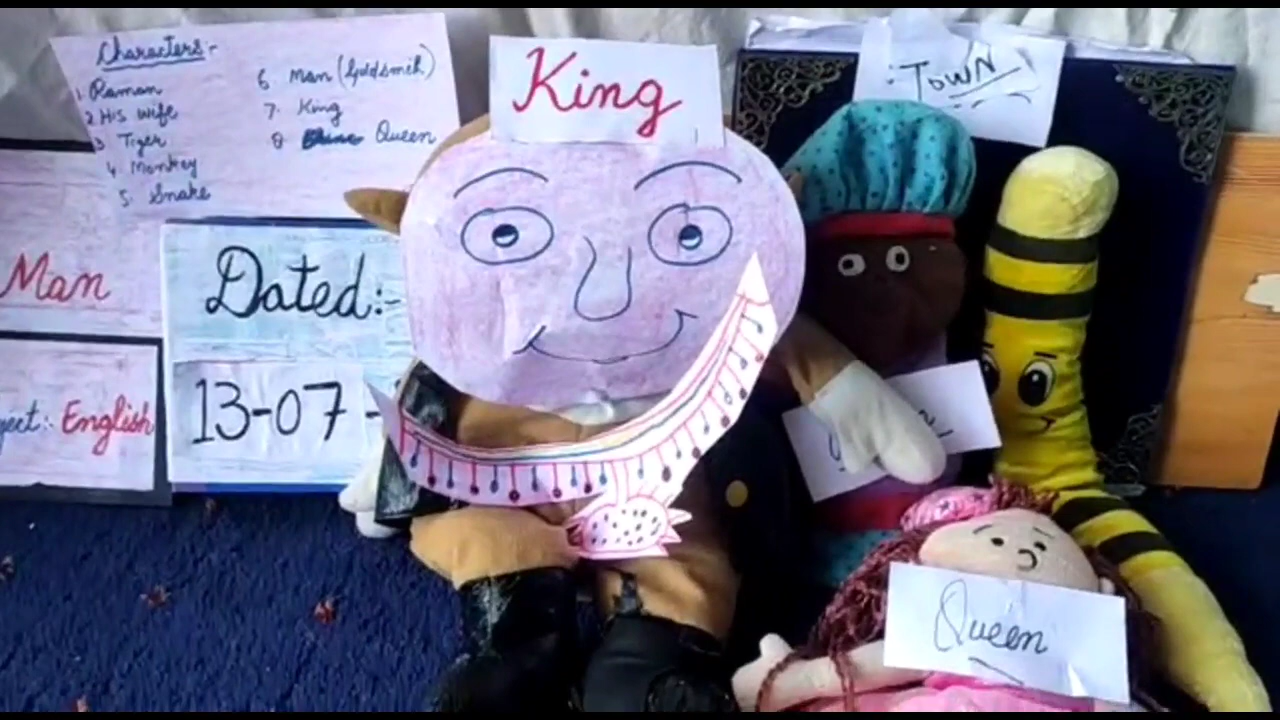 Characters:-
1. Raman
2 His wife
3. Tiger
4 Monkey
5. Snake
6 Man (Goldsmith)
7. King
8 Queen
King
:TOWN
Man
Dated:-
13-07-
ject:- English
Queen